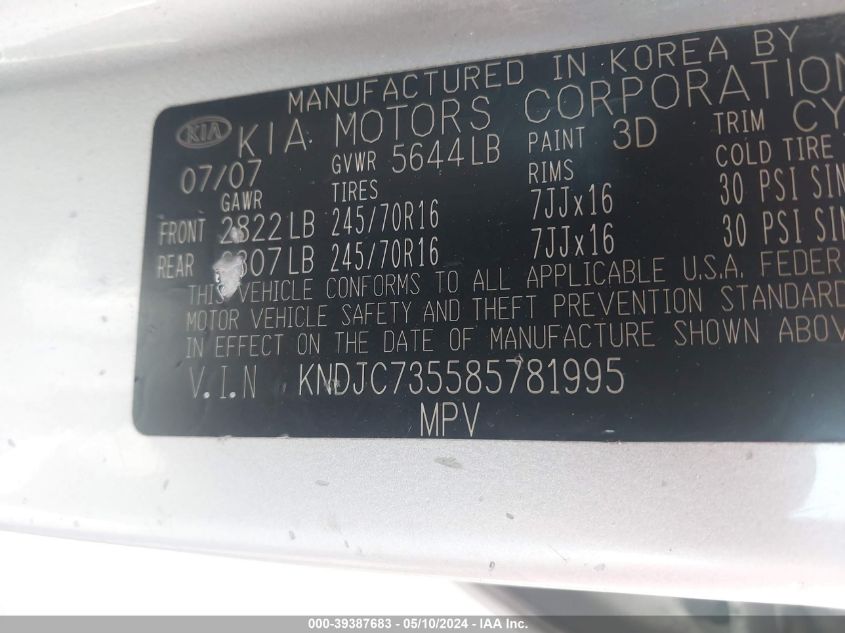 MANUFACTURED IN KOREA BY
KIA KIA MOTORS CORPORATION
07/07 GVWR 5644LB PAINT 3D TRIM CY
GAWR TIRES RIMS COLD TIRE
FRONT 2822LB 245/70R16 7JJx16 30 PSI SIN
REAR 807LB 245/70R16 7JJx16 30 PSI SIN
THIS VEHICLE CONFORMS TO ALL APPLICABLE U.S.A. FEDER
MOTOR VEHICLE SAFETY AND THEFT PREVENTION STANDARD
IN EFFECT ON THE DATE OF MANUFACTURE SHOWN ABOV
V.I.N KNDJC735585781995
MPV
000-39387683 - 05/10/2024 - IAA Inc.